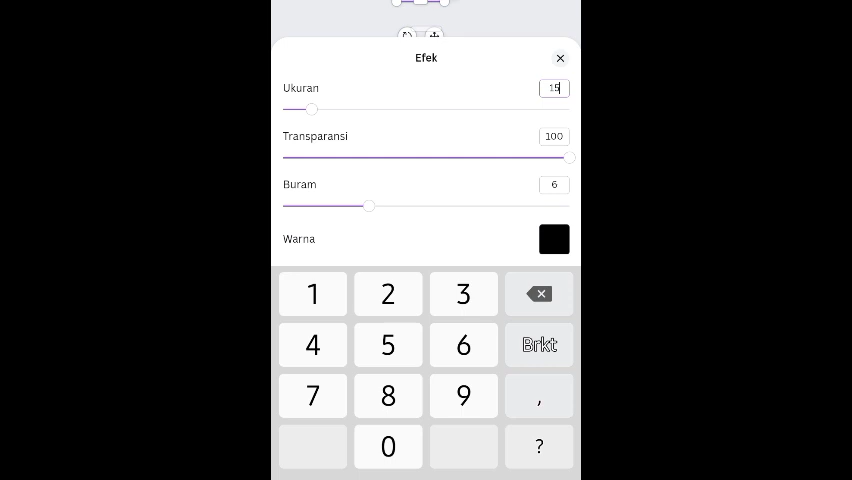 Efek
Ukuran 15
Transparansi 100
Buram 6
Warna
1 2 3
4 5 6 Brkt
7 8 9 ,
0 ?